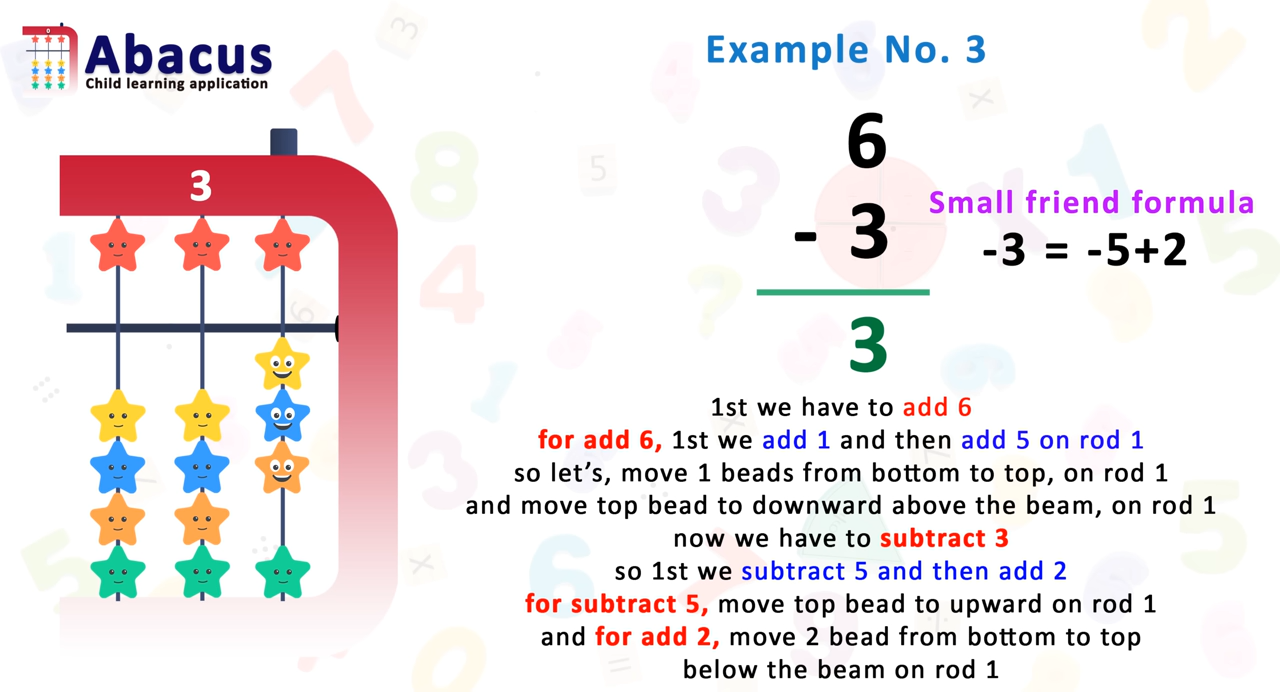 Abacus
Child learning application
3
Example No. 3
6
- 3
Small friend formula
-3 = -5+2
3
1st we have to add 6
for add 6, 1st we add 1 and then add 5 on rod 1
so let’s, move 1 beads from bottom to top, on rod 1
and move top bead to downward above the beam, on rod 1
now we have to subtract 3
so 1st we subtract 5 and then add 2
for subtract 5, move top bead to upward on rod 1
and for add 2, move 2 bead from bottom to top
below the beam on rod 1